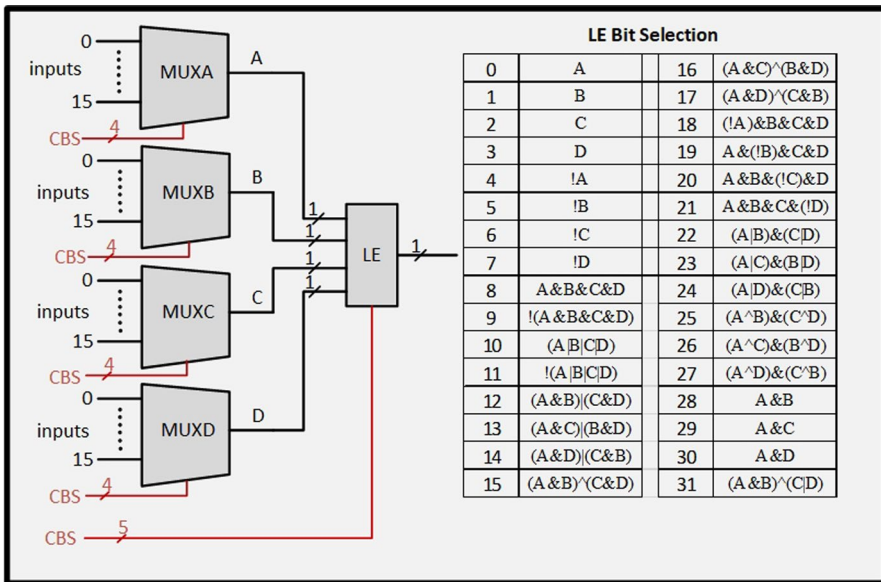 LE Bit Selection
0 A 16 (A&C)^(B&D)
1 B 17 (A&D)^(C&B)
2 C 18 (!A)&B&C&D
3 D 19 A&(!B)&C&D
4 !A 20 A&B&(!C)&D
5 !B 21 A&B&C&(!D)
6 !C 22 (A|B)&(C|D)
7 !D 23 (A|C)&(B|D)
8 A&B&C&D 24 (A|D)&(C|B)
9 !(A&B&C&D) 25 (A^B)&(C^D)
10 (A|B|C|D) 26 (A^C)&(B^D)
11 !(A|B|C|D) 27 (A^D)&(C^B)
12 (A&B)|(C&D) 28 A&B
13 (A&C)|(B&D) 29 A&C
14 (A&D)|(C&B) 30 A&D
15 (A&B)^(C&D) 31 (A&B)^(C|D)
0
inputs
15
MUXA
A
CBS 4
0
inputs
15
MUXB
B
CBS 4
0
inputs
15
MUXC
C
CBS 4
0
inputs
15
MUXD
D
CBS 4
1
1
1
1
LE
1
CBS 5